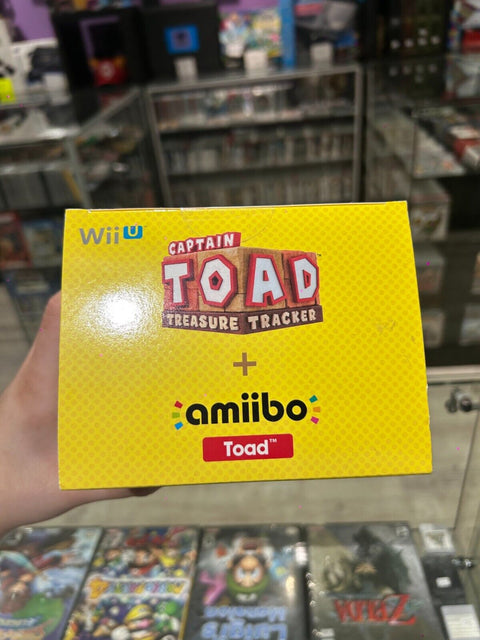 Wii U
CAPTAIN
TOAD
TREASURE TRACKER
+
amiibo
Toad™